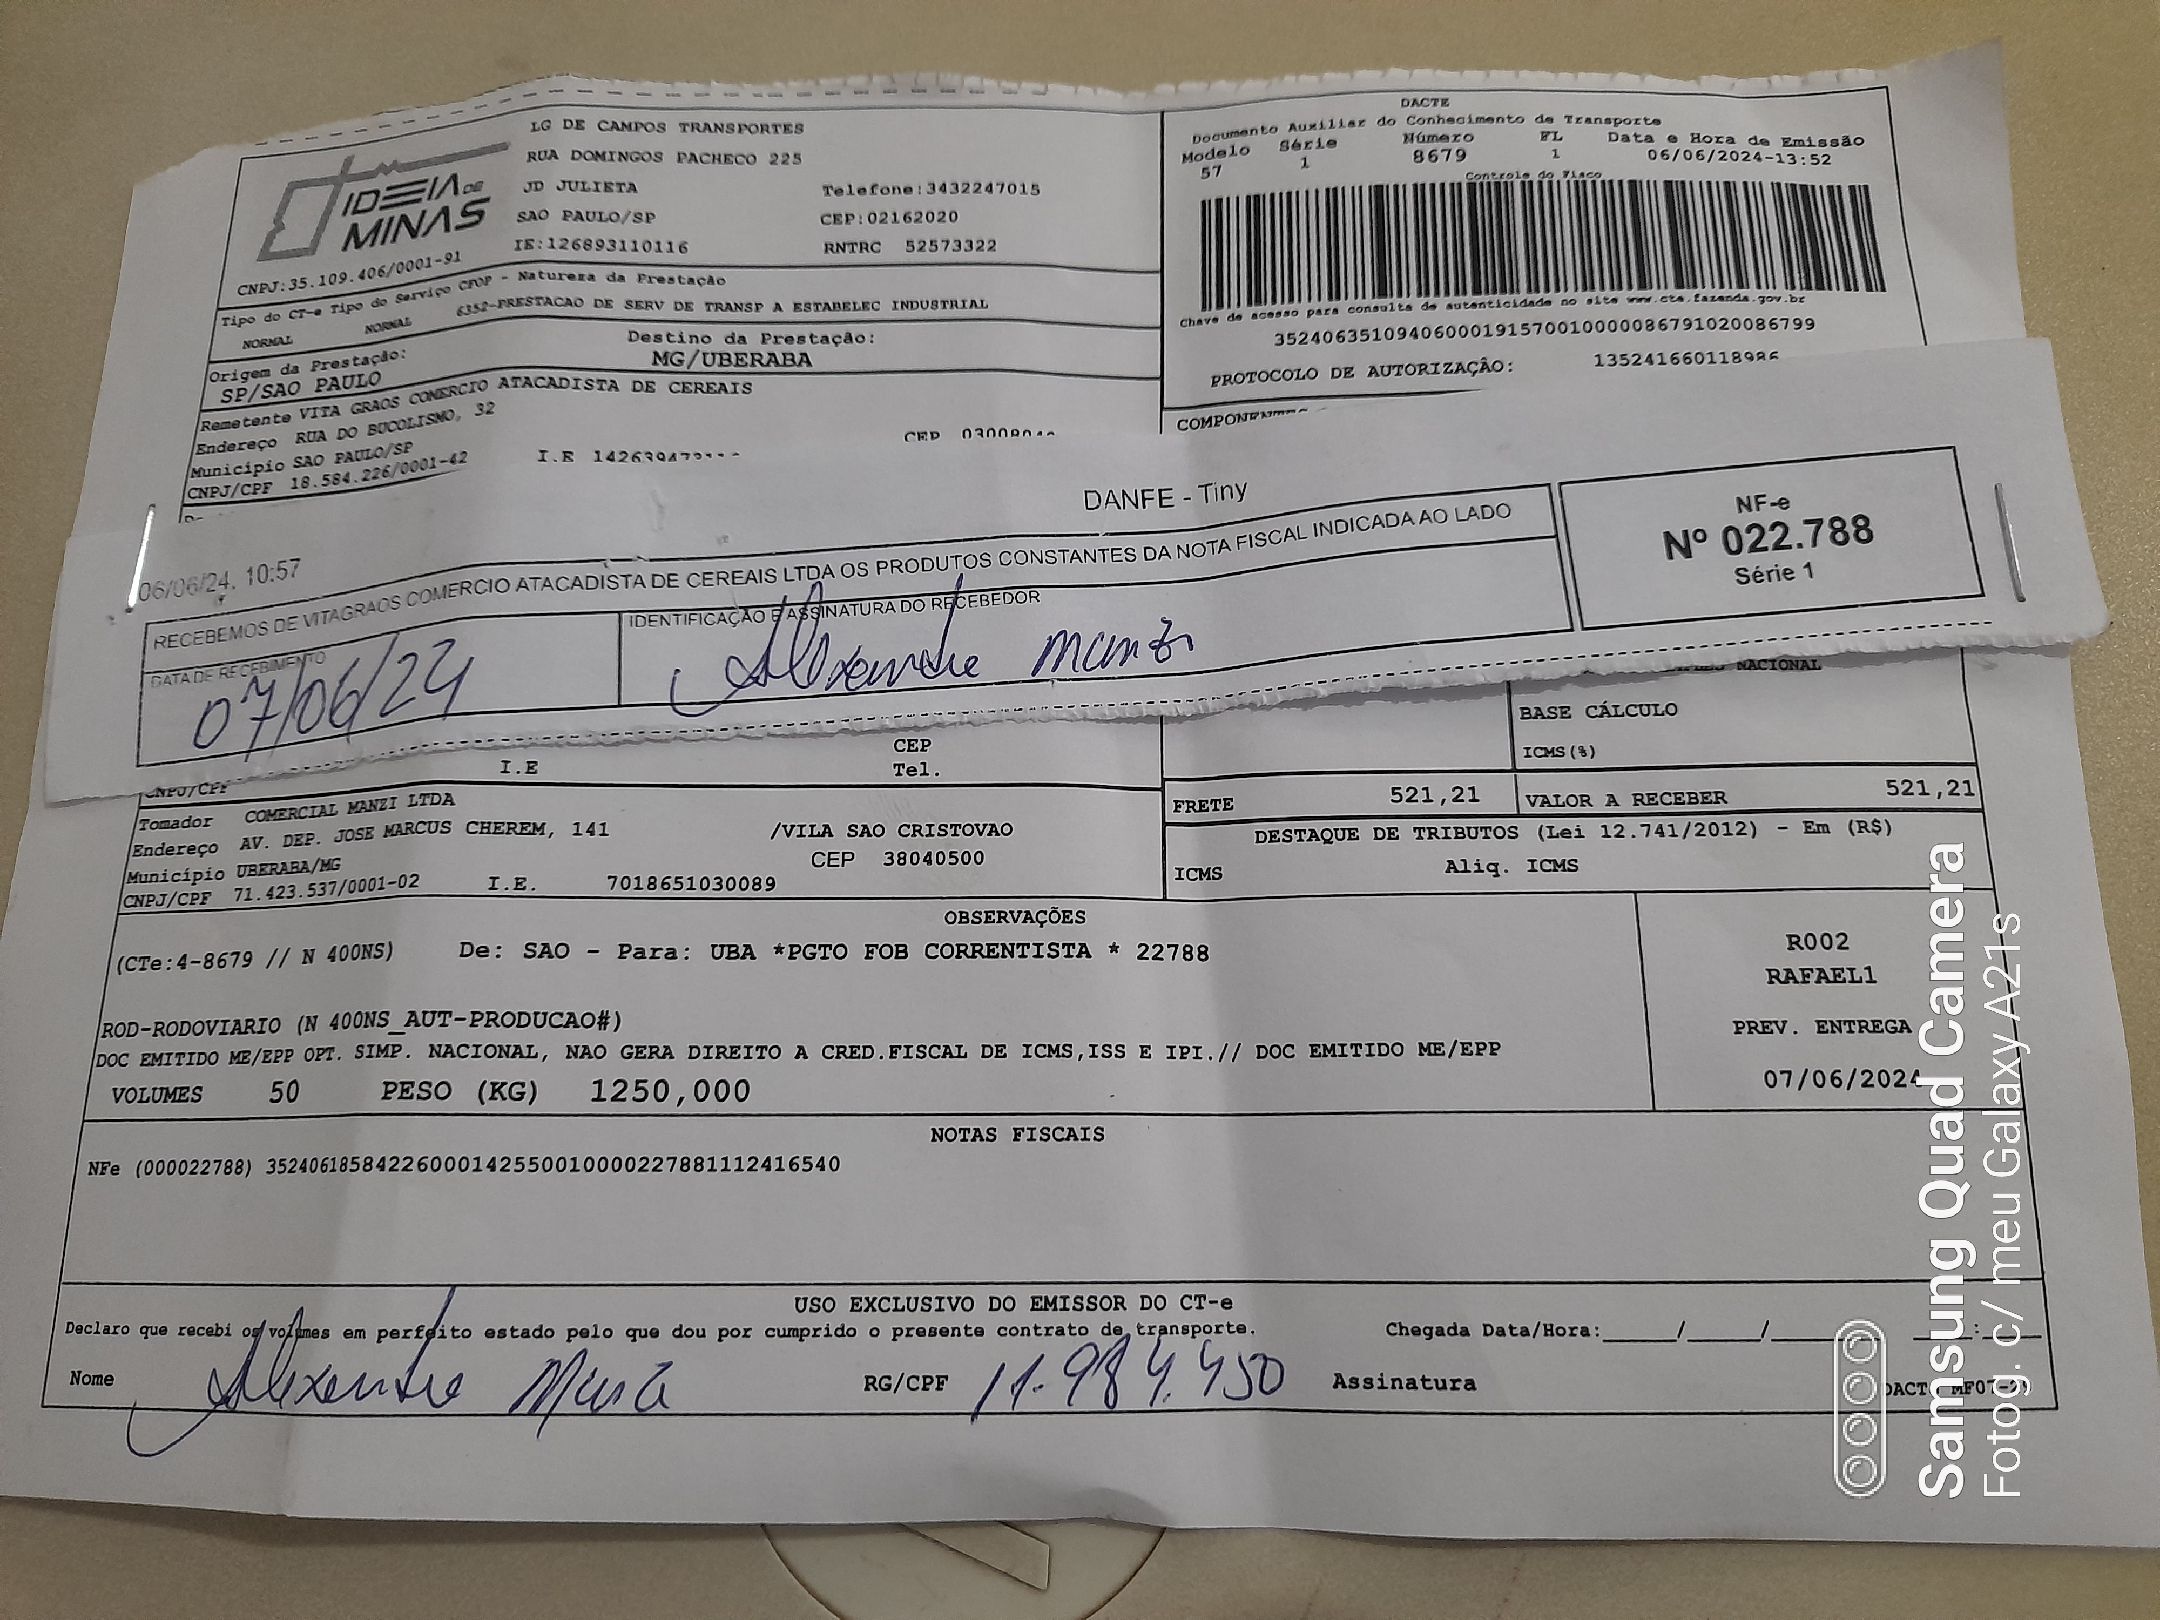 IDEIA DE MINAS
CNPJ:35.109.406/0001-91
LG DE CAMPOS TRANSPORTES
RUA DOMINGOS PACHECO 225
JD JULIETA Telefone:3432247015
SAO PAULO/SP CEP:02162020
IE:126893110116 RNTRC 52573322
DACTE
Documento Auxiliar do Conhecimento de Transporte
Modelo Série Número FL Data e Hora de Emissão
57 1 8679 1 06/06/2024-13:52
Controle do Fisco
Chave de acesso para consulta de autenticidade no site www.cte.fazenda.gov.br
35240635109406000191570010000086791020086799
PROTOCOLO DE AUTORIZAÇÂO: 135241660118986
Tipo do CT-e Tipo do Serviço CFOP - Natureza da Prestação
NORMAL NORMAL 6352-PRESTACAO DE SERV DE TRANSP A ESTABELEC INDUSTRIAL
Origem da Prestação: Destino da Prestação:
SP/SAO PAULO MG/UBERABA
Remetente VITA GRAOS COMERCIO ATACADISTA DE CEREAIS
Endereço RUA DO BUCOLISMO, 32
Município SAO PAULO/SP CEP
CNPJ/CPF 18.584.226/0001-42 I.E
06/06/24, 10:57 DANFE - Tiny
RECEBEMOS DE VITAGRAOS COMERCIO ATACADISTA DE CEREAIS LTDA OS PRODUTOS CONSTANTES DA NOTA FISCAL INDICADA AO LADO
DATA DE RECEBIMENTO IDENTIFICAÇÃO E ASSINATURA DO RECEBEDOR
07/06/24 Alexandre Manzi
NF-e
Nº 022.788
Série 1
NACIONAL
BASE CÁLCULO
ICMS(%)
CEP
I.E Tel.
CNPJ/CPF
FRETE 521,21 VALOR A RECEBER 521,21
DESTAQUE DE TRIBUTOS (Lei 12.741/2012) - Em (R$)
ICMS Aliq. ICMS
Tomador COMERCIAL MANZI LTDA
Endereço AV. DEP. JOSE MARCUS CHEREM, 141 /VILA SAO CRISTOVAO
Município UBERABA/MG CEP 38040500
CNPJ/CPF 71.423.537/0001-02 I.E. 7018651030089
OBSERVAÇÕES
(CTe:4-8679 // N 400NS) De: SAO - Para: UBA *PGTO FOB CORRENTISTA * 22788
ROD-RODOVIARIO (N 400NS_AUT-PRODUCAO#)
DOC EMITIDO ME/EPP OPT. SIMP. NACIONAL, NAO GERA DIREITO A CRED.FISCAL DE ICMS,ISS E IPI.// DOC EMITIDO ME/EPP
VOLUMES 50 PESO (KG) 1250,000
R002
RAFAEL1
PREV. ENTREGA
07/06/2024
NOTAS FISCAIS
NFe (000022788) 35240618584226000142550010000227881112416540
USO EXCLUSIVO DO EMISSOR DO CT-e
Declaro que recebi os volumes em perfeito estado pelo que dou por cumprido o presente contrato de transporte. Chegada Data/Hora:_____/_____/_____ ___:____
Nome Alexandre Manzi RG/CPF 11.984.450 Assinatura
Samsung Quad Camera
Fotog. c/ meu Galaxy A21s